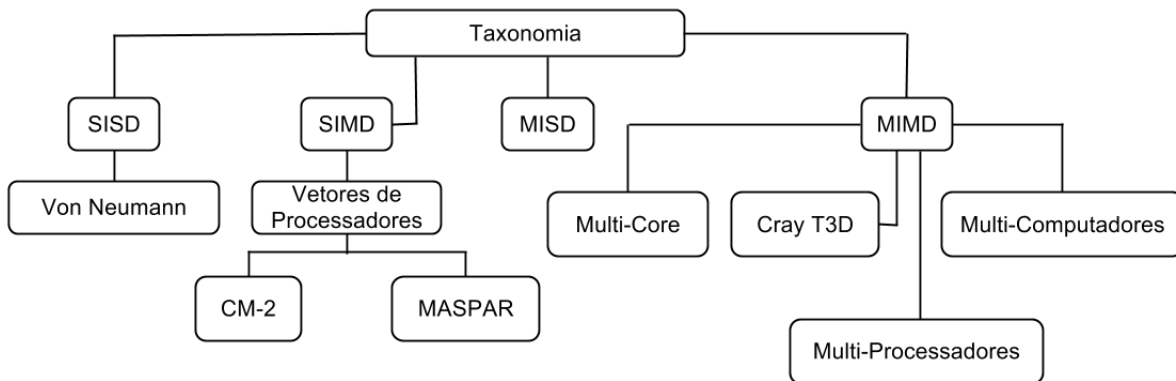 Taxonomia
SISD
SIMD
MISD
MIMD
Von Neumann
Vetores de
Processadores
Multi-Core
Cray T3D
Multi-Computadores
CM-2
MASPAR
Multi-Processadores